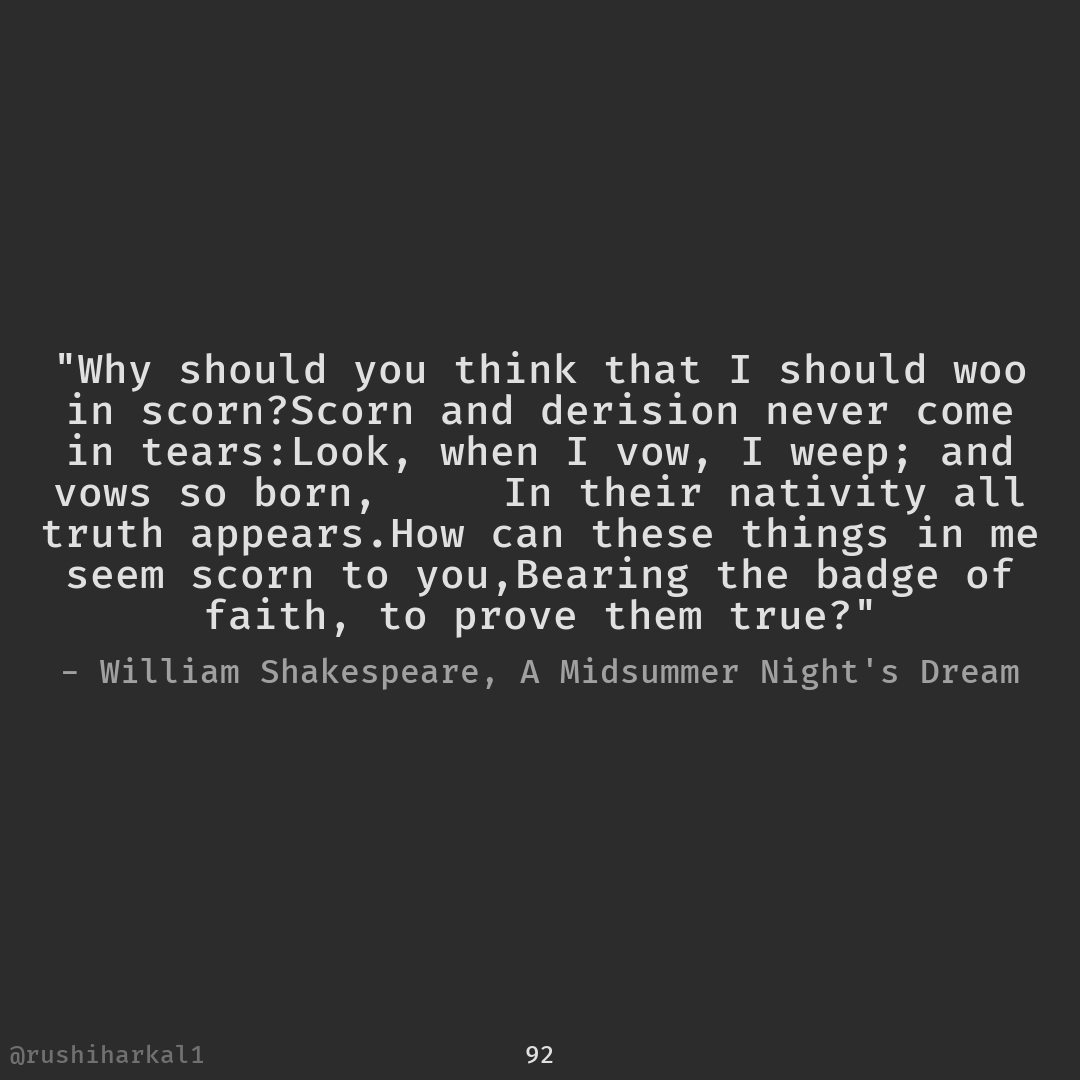 "Why should you think that I should woo
in scorn?Scorn and derision never come
in tears:Look, when I vow, I weep; and
vows so born,     In their nativity all
truth appears.How can these things in me
seem scorn to you,Bearing the badge of
faith, to prove them true?"
– William Shakespeare, A Midsummer Night's Dream
@rushiharkal1
92